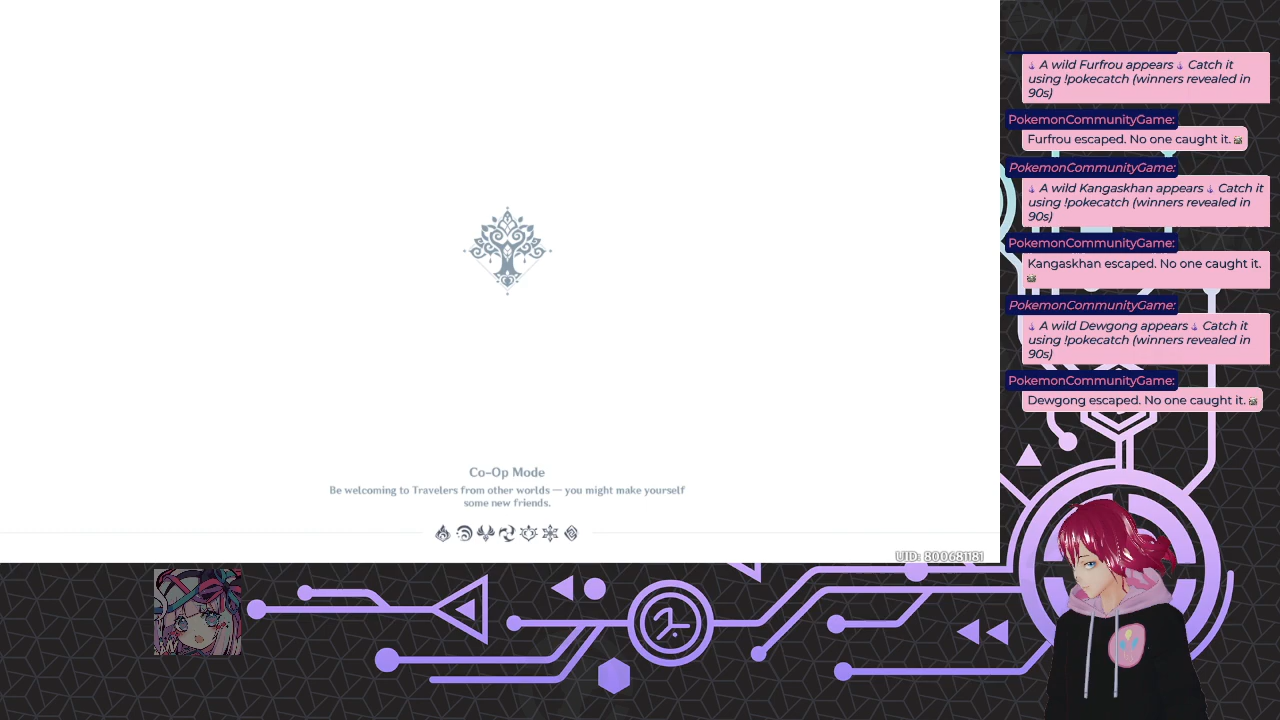 A wild Furfrou appears Catch it
using !pokecatch (winners revealed in
90s)
PokemonCommunityGame:
Furfrou escaped. No one caught it.
PokemonCommunityGame:
A wild Kangaskhan appears Catch it
using !pokecatch (winners revealed in
90s)
PokemonCommunityGame:
Kangaskhan escaped. No one caught it.
PokemonCommunityGame:
A wild Dewgong appears Catch it
using !pokecatch (winners revealed in
90s)
PokemonCommunityGame:
Dewgong escaped. No one caught it.
Co-Op Mode
Be welcoming to Travelers from other worlds — you might make yourself
some new friends.
UID: 800681181